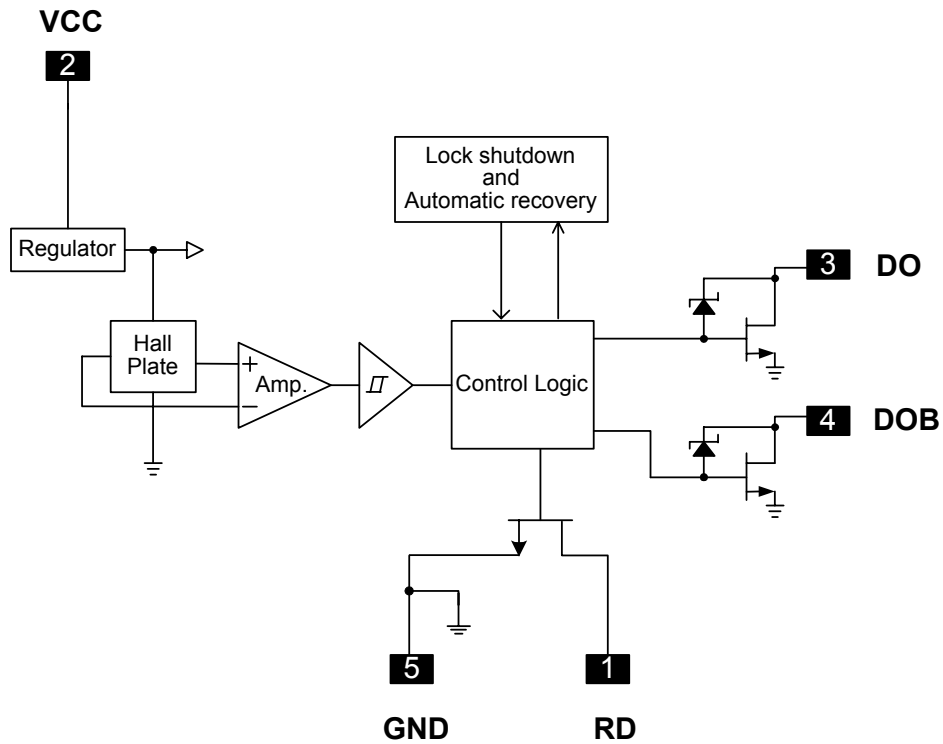 VCC
2
Lock shutdown
and
Automatic recovery
Regulator
3 DO
Hall
Plate
+
Amp.
−
Control Logic
4 DOB
5
1
GND
RD